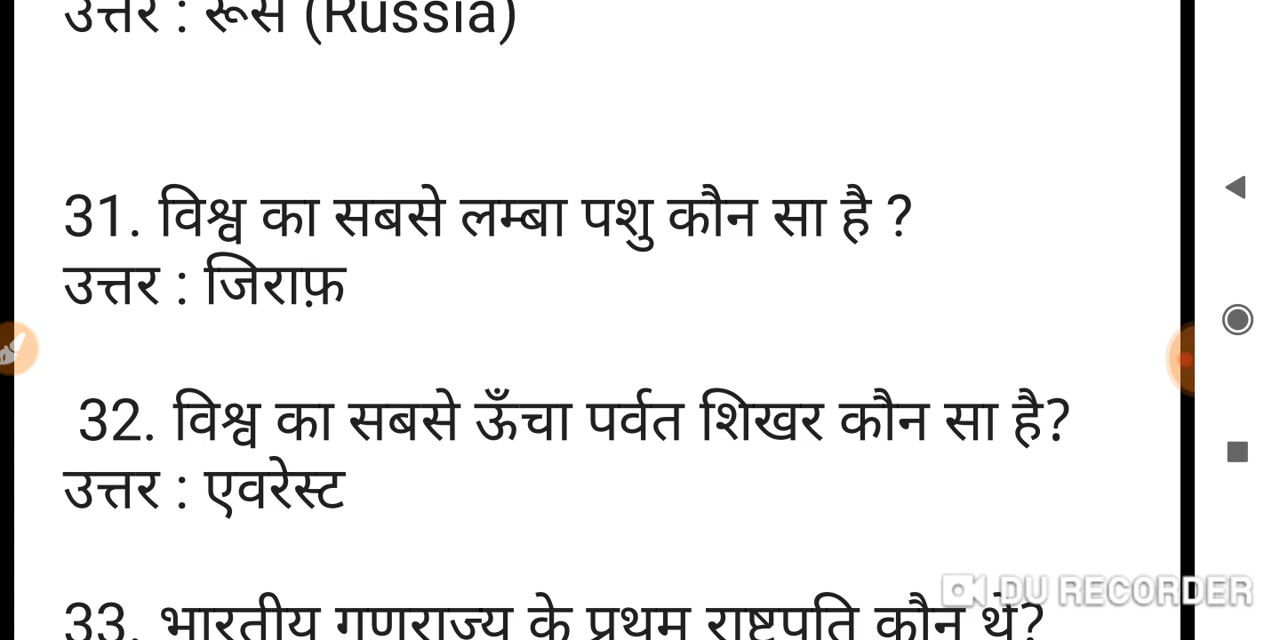 उत्तर : रूस (Russia)
31. विश्व का सबसे लम्बा पशु कौन सा है ?
उत्तर : जिराफ़
32. विश्व का सबसे ऊँचा पर्वत शिखर कौन सा है?
उत्तर : एवरेस्ट
DU RECORDER
33. भारतीय गणराज्य के प्रथम राष्ट्रपति कौन थे?